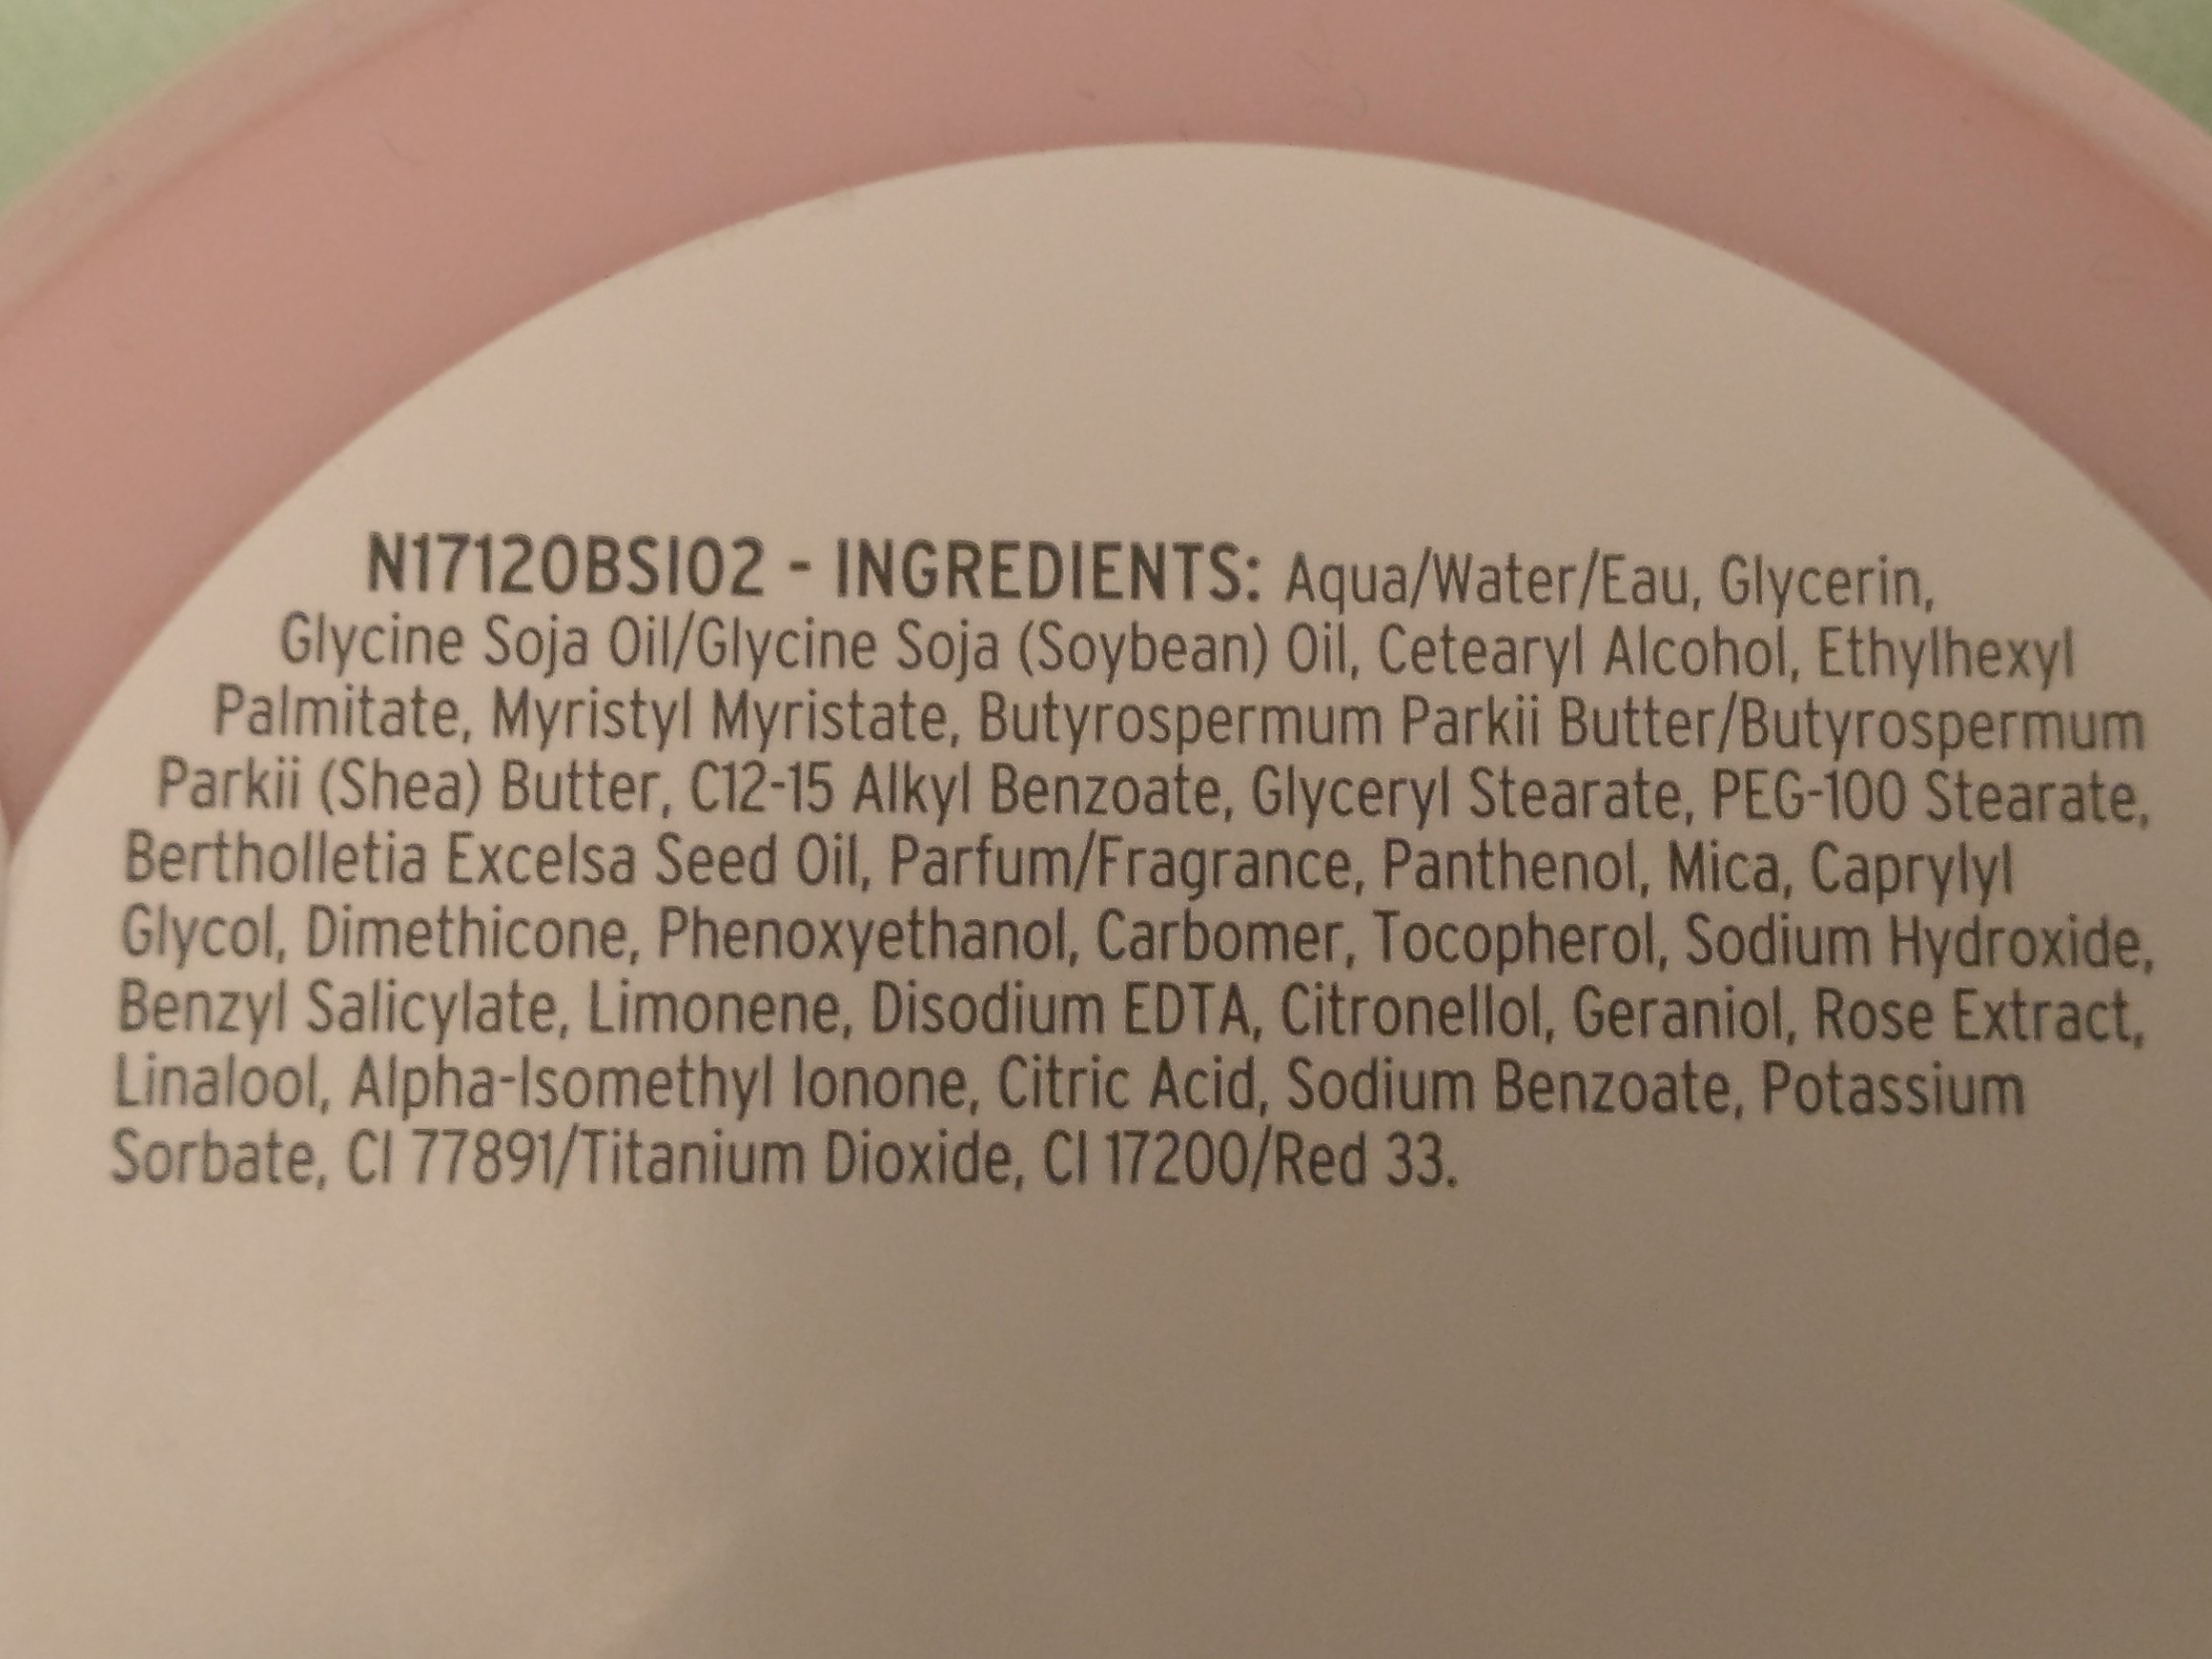 N17120BSI02 - INGREDIENTS: Aqua/Water/Eau, Glycerin,
Glycine Soja Oil/Glycine Soja (Soybean) Oil, Cetearyl Alcohol, Ethylhexyl
Palmitate, Myristyl Myristate, Butyrospermum Parkii Butter/Butyrospermum
Parkii (Shea) Butter, C12-15 Alkyl Benzoate, Glyceryl Stearate, PEG-100 Stearate,
Bertholletia Excelsa Seed Oil, Parfum/Fragrance, Panthenol, Mica, Caprylyl
Glycol, Dimethicone, Phenoxyethanol, Carbomer, Tocopherol, Sodium Hydroxide,
Benzyl Salicylate, Limonene, Disodium EDTA, Citronellol, Geraniol, Rose Extract,
Linalool, Alpha-Isomethyl Ionone, Citric Acid, Sodium Benzoate, Potassium
Sorbate, CI 77891/Titanium Dioxide, CI 17200/Red 33.